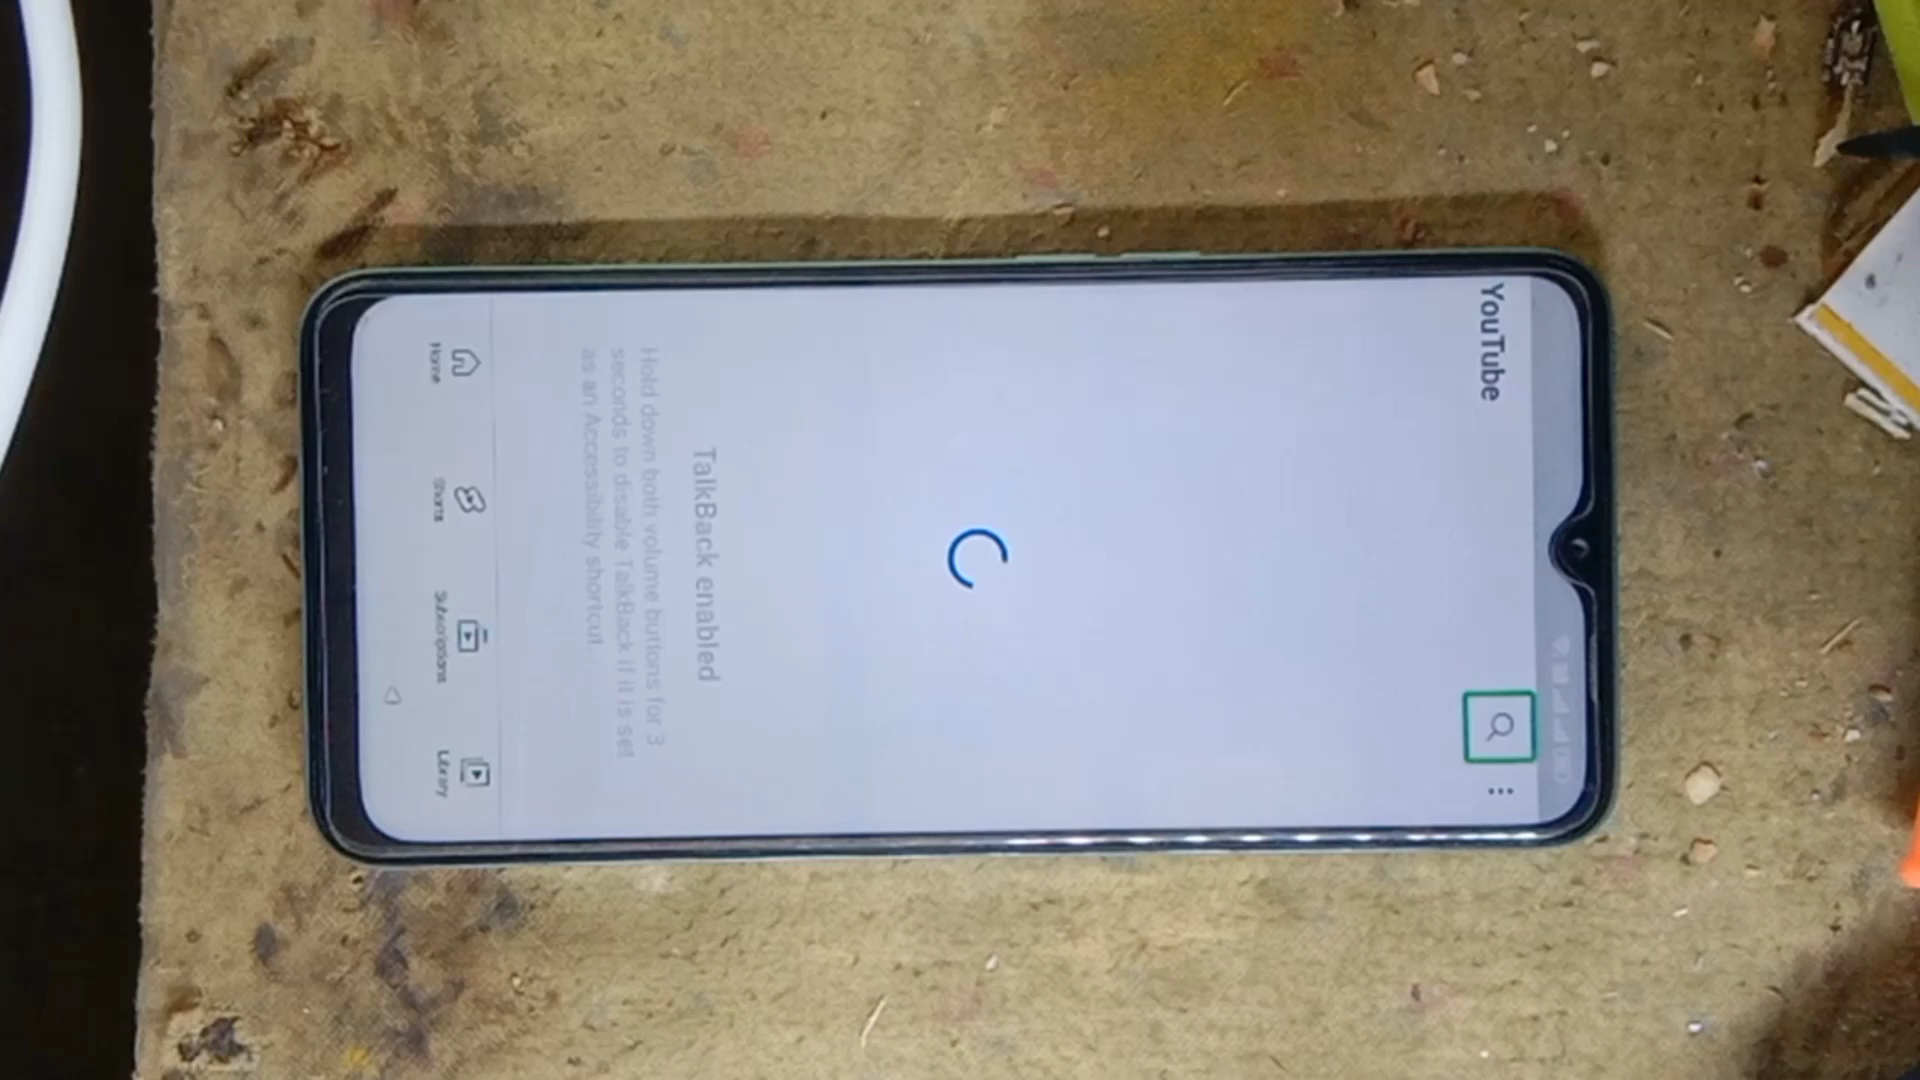 YouTube
TalkBack enabled
Hold down both volume buttons for 3
seconds to disable TalkBack if it is set
as an Accessibility shortcut.
Home
Shorts
Subscriptions
Library